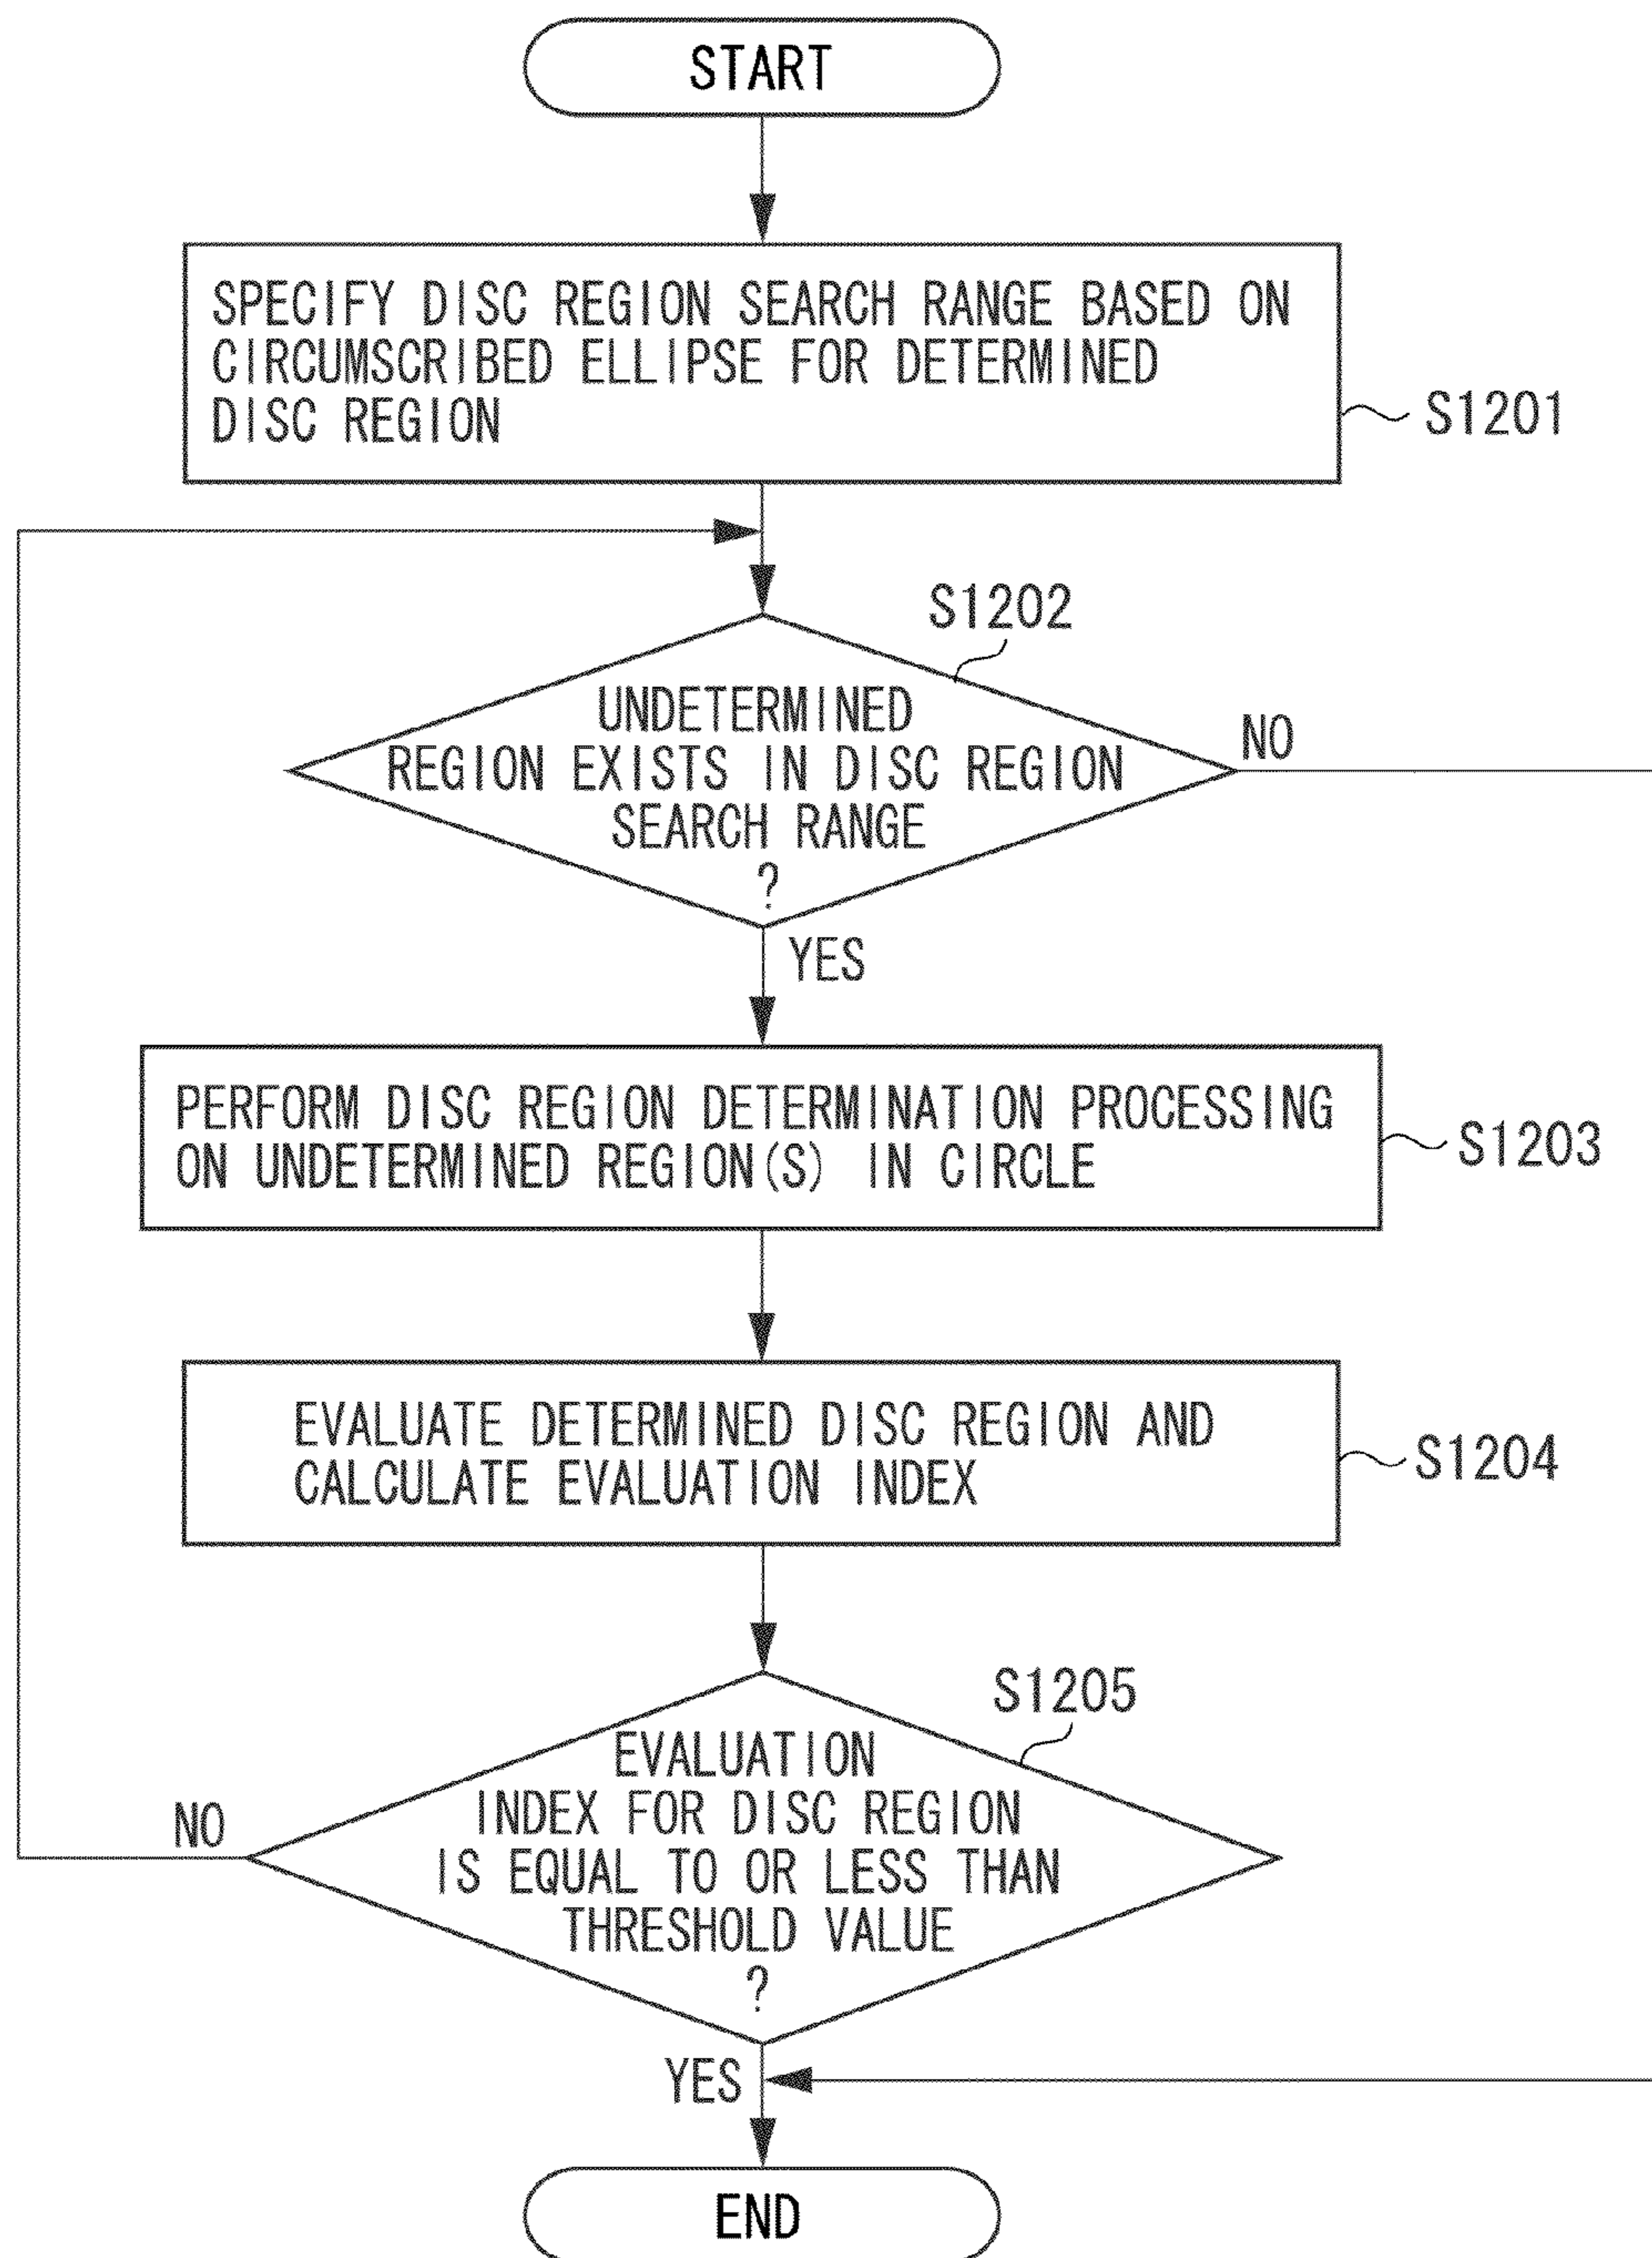 START
SPECIFY DISC REGION SEARCH RANGE BASED ON
CIRCUMSCRIBED ELLIPSE FOR DETERMINED
DISC REGION
S1201
S1202
UNDETERMINED
REGION EXISTS IN DISC REGION
SEARCH RANGE
?
NO
YES
PERFORM DISC REGION DETERMINATION PROCESSING
ON UNDETERMINED REGION(S) IN CIRCLE
S1203
EVALUATE DETERMINED DISC REGION AND
CALCULATE EVALUATION INDEX
S1204
S1205
EVALUATION
INDEX FOR DISC REGION
IS EQUAL TO OR LESS THAN
THRESHOLD VALUE
?
NO
YES
END